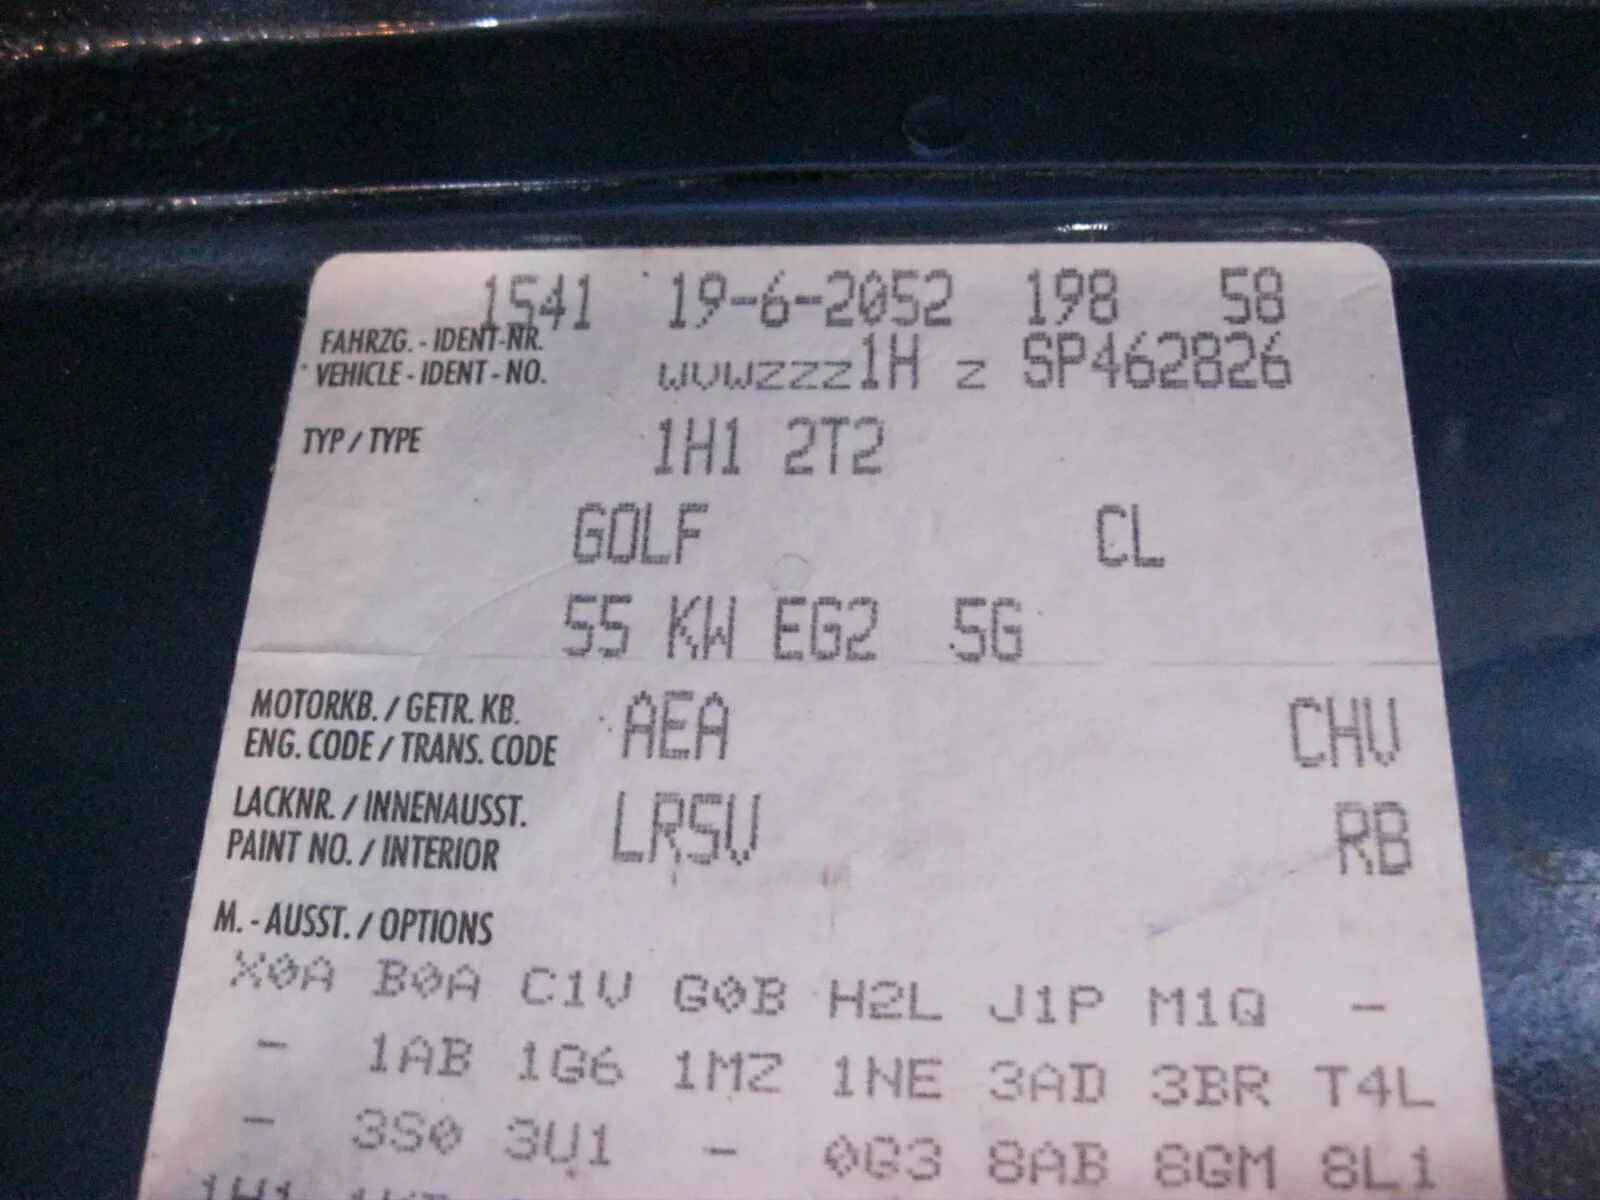 1541 19-6-2052 198 58
FAHRZG. - IDENT-NR.
VEHICLE - IDENT - NO. WVWZZZ1H Z SP462826
TYP / TYPE 1H1 2T2
GOLF CL
55 KW EG2 5G
MOTORKB. / GETR. KB.
ENG. CODE / TRANS. CODE AEA CHV
LACKNR. / INNENAUSST.
PAINT NO. / INTERIOR LR5V RB
M. - AUSST. / OPTIONS
X0A B0A C1V G0B H2L J1P M1Q -
- 1AB 1G6 1MZ 1NE 3AD 3BR T4L
- 3S0 3U1 - 0G3 8AB 8GM 8L1